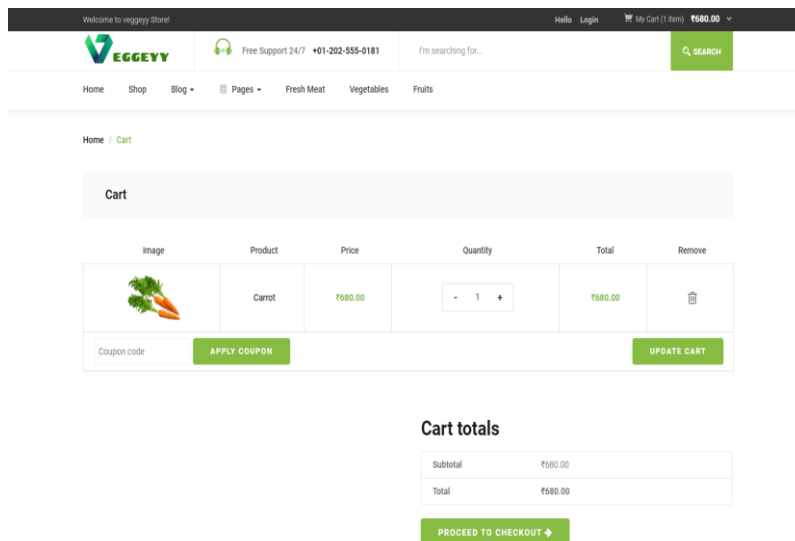 Welcome to veggeyy Store!
Hello Login My Cart (1 item) ₹680.00
VEGGEYY
Free Support 24/7 +01-202-555-0181
I'm searching for...
SEARCH
Home Shop Blog Pages Fresh Meat Vegetables Fruits
Home / Cart
Cart
Image Product Price Quantity Total Remove
Carrot ₹680.00 - 1 + ₹680.00
Coupon code APPLY COUPON UPDATE CART
Cart totals
Subtotal ₹680.00
Total ₹680.00
PROCEED TO CHECKOUT